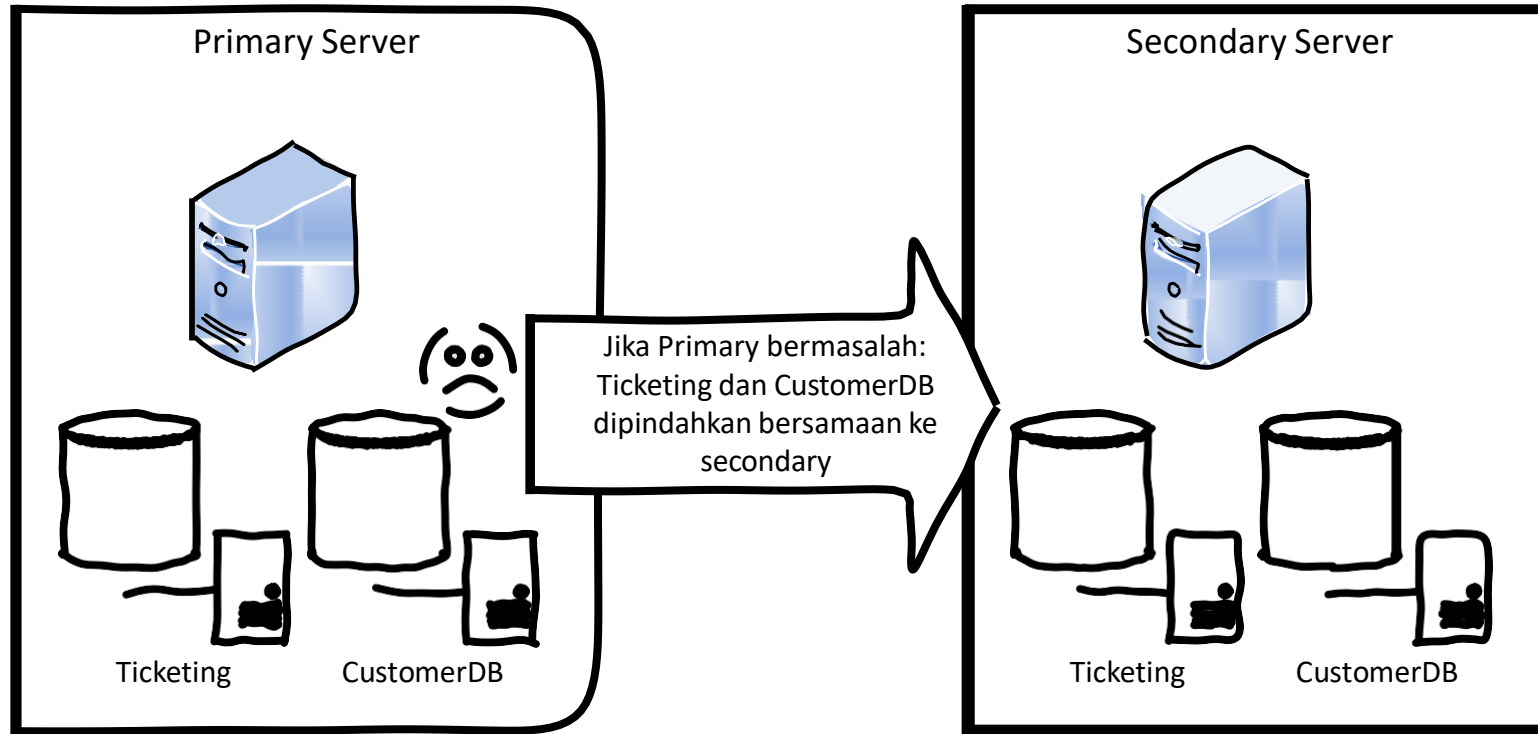 Primary Server
Secondary Server
Jika Primary bermasalah:
Ticketing dan CustomerDB
dipindahkan bersamaan ke
secondary
Ticketing
CustomerDB
Ticketing
CustomerDB